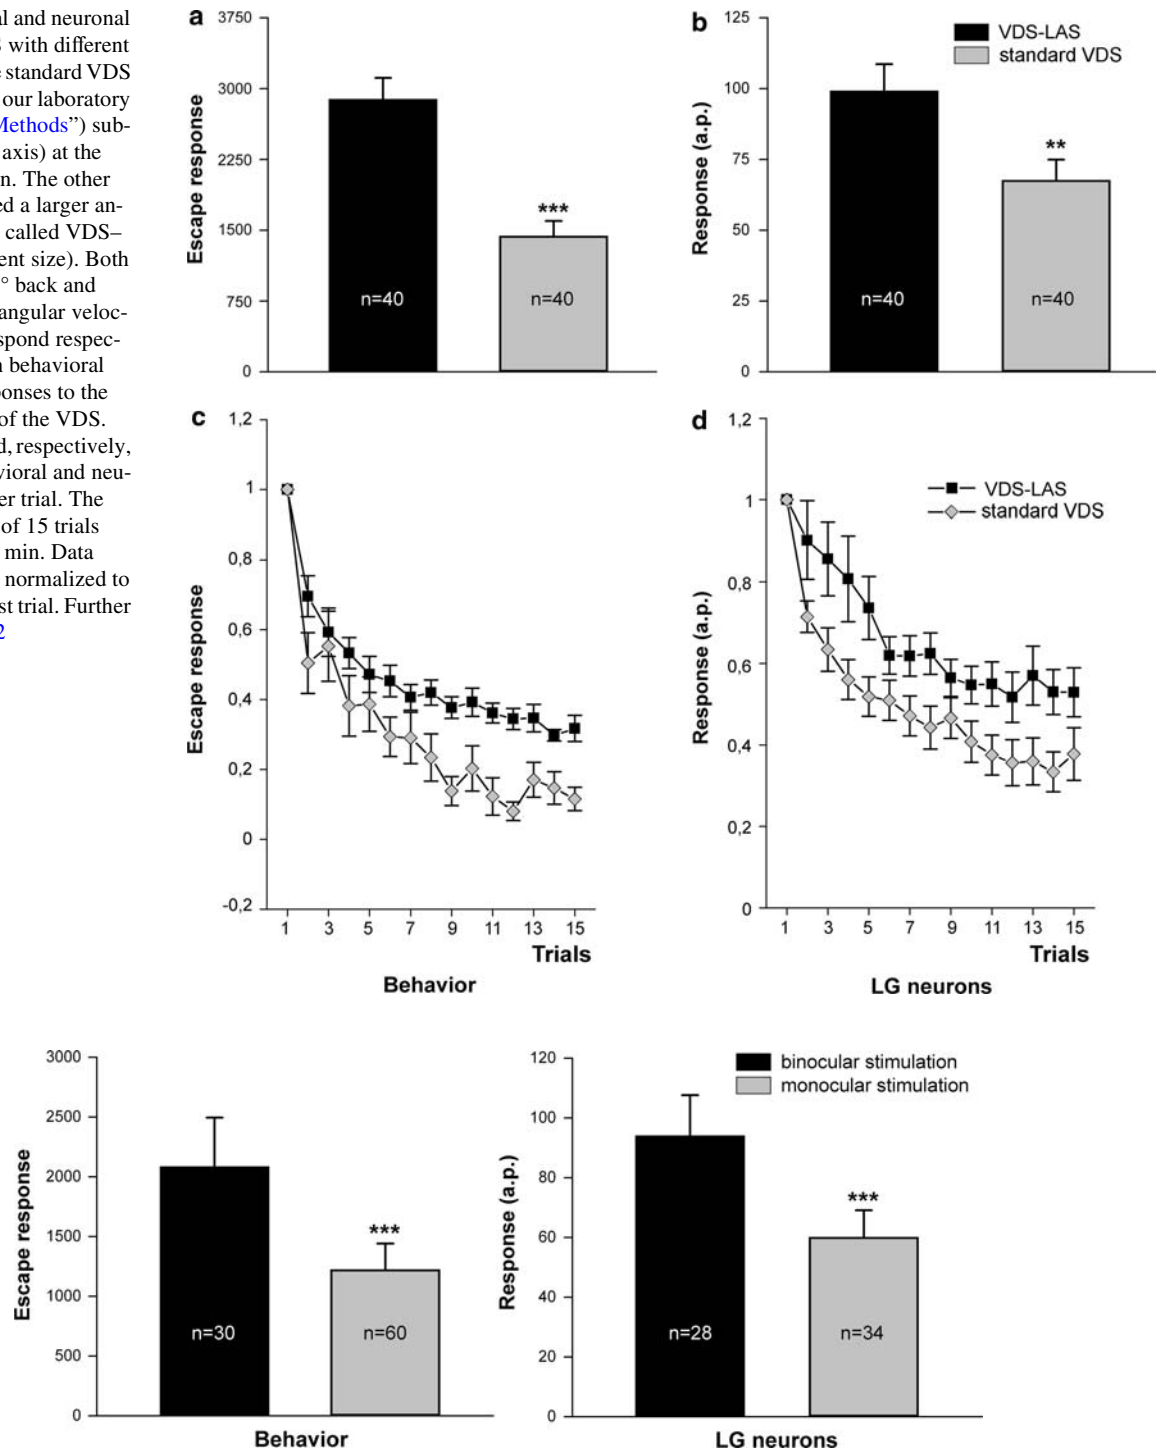 al and neuronal
S with different
e standard VDS
our laboratory
Methods”) sub-
axis) at the
n. The other
ed a larger an-
called VDS–
ent size). Both
° back and
angular veloc-
spond respec-
n behavioral
ponses to the
of the VDS.
d, respectively,
vioral and neu-
er trial. The
of 15 trials
min. Data
normalized to
st trial. Further
2
a
3750
3000
2250
1500
750
0
Escape response
***
n=40
n=40
b
125
100
75
50
25
0
Response (a.p.)
VDS-LAS
standard VDS
**
n=40
n=40
c
1,2
1
0,8
0,6
0,4
0,2
0
-0,2
Escape response
1 3 5 7 9 11 13 15
Trials
Behavior
d
1,2
1
0,8
0,6
0,4
0,2
0
Response (a.p.)
VDS-LAS
standard VDS
1 3 5 7 9 11 13 15
Trials
LG neurons
3000
2500
2000
1500
1000
500
0
Escape response
***
n=30
n=60
Behavior
120
100
80
60
40
20
0
Response (a.p.)
binocular stimulation
monocular stimulation
***
n=28
n=34
LG neurons